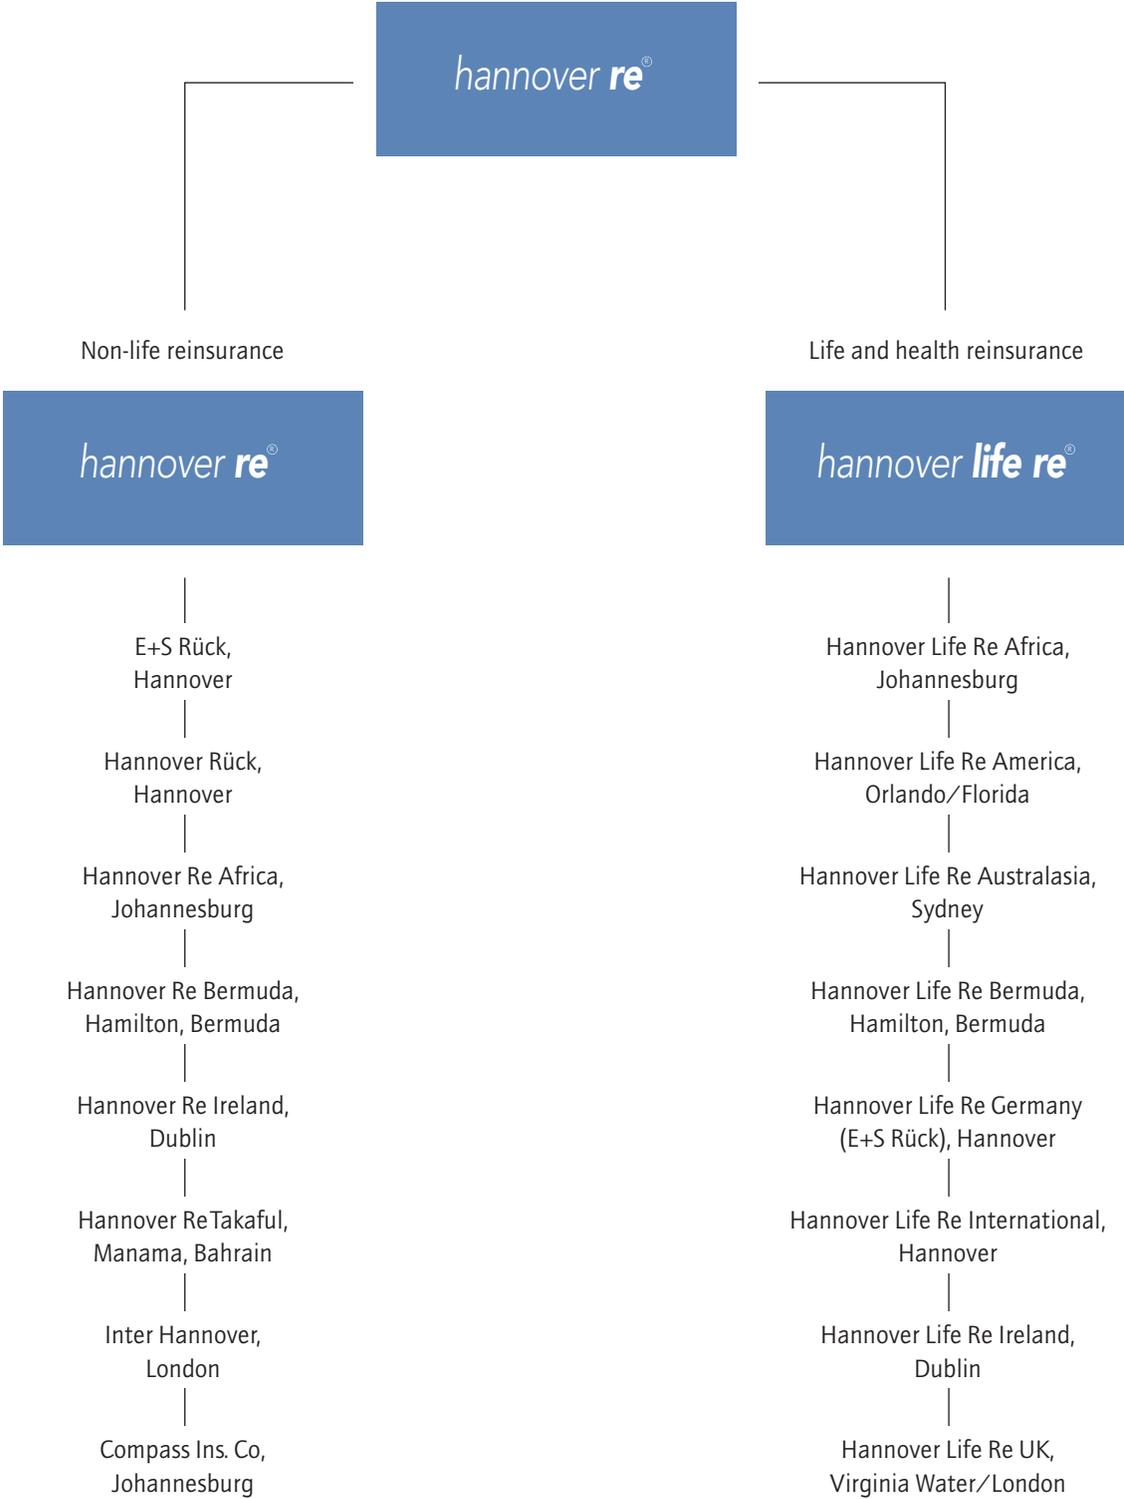 hannover re®
Non-life reinsurance
hannover re®
E+S Rück,
Hannover
Hannover Rück,
Hannover
Hannover Re Africa,
Johannesburg
Hannover Re Bermuda,
Hamilton, Bermuda
Hannover Re Ireland,
Dublin
Hannover ReTakaful,
Manama, Bahrain
Inter Hannover,
London
Compass Ins. Co,
Johannesburg
Life and health reinsurance
hannover life re®
Hannover Life Re Africa,
Johannesburg
Hannover Life Re America,
Orlando/Florida
Hannover Life Re Australasia,
Sydney
Hannover Life Re Bermuda,
Hamilton, Bermuda
Hannover Life Re Germany
(E+S Rück), Hannover
Hannover Life Re International,
Hannover
Hannover Life Re Ireland,
Dublin
Hannover Life Re UK,
Virginia Water/London